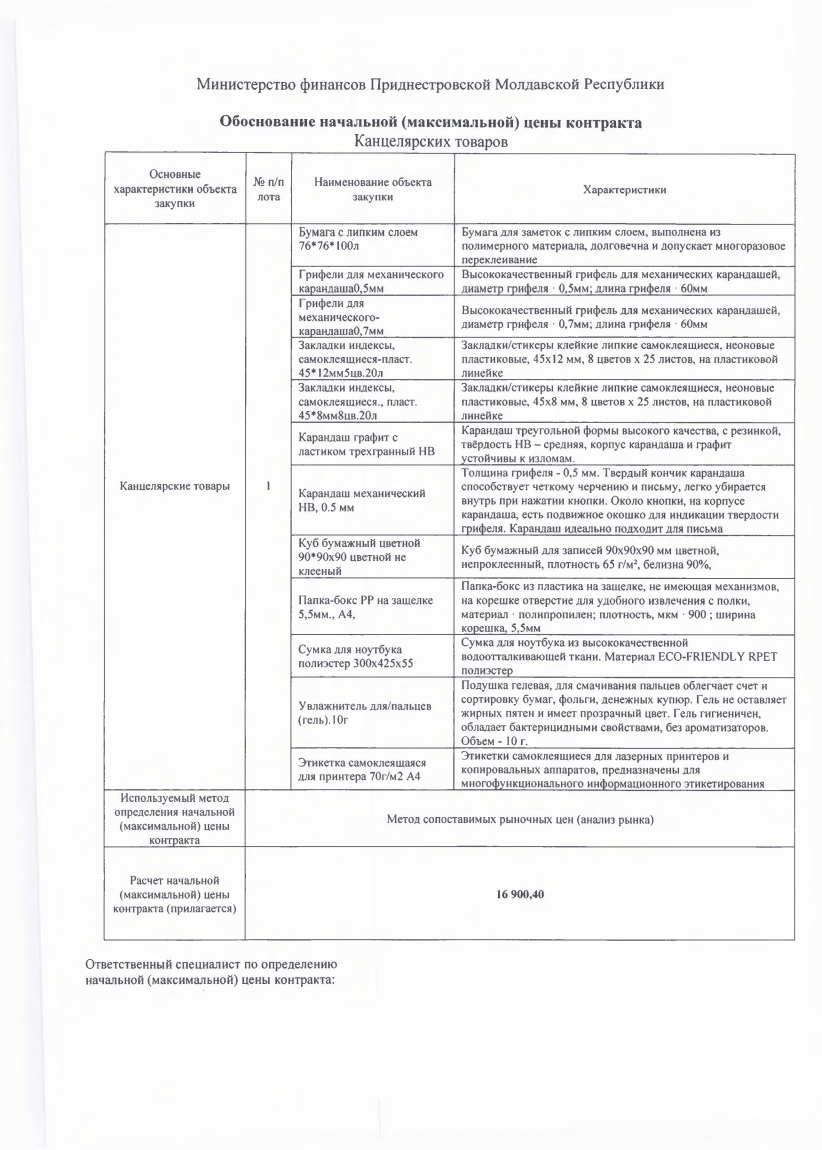 Министерство финансов Приднестровской Молдавской Республики
Обоснование начальной (максимальной) цены контракта
Канцелярских товаров
Основные
характеристики объекта
закупки
№ п/п
лота
Наименование объекта
закупки
Характеристики
Канцелярские товары
1
Бумага с липким слоем
76*76*100л
Бумага для заметок с липким слоем, выполнена из
полимерного материала, долговечна и допускает многоразовое
переклеивание
Грифели для механического
карандаша0,5мм
Высококачественный грифель для механических карандашей,
диаметр грифеля · 0,5мм; длина грифеля · 60мм
Грифели для
механического-
карандаша0,7мм
Высококачественный грифель для механических карандашей,
диаметр грифеля · 0,7мм; длина грифеля · 60мм
Закладки индексы,
самоклеящиеся-пласт.
45*12мм5цв.20л
Закладки/стикеры клейкие липкие самоклеящиеся, неоновые
пластиковые, 45х12 мм, 8 цветов х 25 листов, на пластиковой
линейке
Закладки индексы,
самоклеящиеся., пласт.
45*8мм8цв.20л
Закладки/стикеры клейкие липкие самоклеящиеся, неоновые
пластиковые, 45х8 мм, 8 цветов х 25 листов, на пластиковой
линейке
Карандаш графит с
ластиком трехгранный НВ
Карандаш треугольной формы высокого качества, с резинкой,
твёрдость НВ – средняя, корпус карандаша и графит
устойчивы к изломам.
Карандаш механический
НВ, 0.5 мм
Толщина грифеля - 0,5 мм. Твердый кончик карандаша
способствует четкому черчению и письму, легко убирается
внутрь при нажатии кнопки. Около кнопки, на корпусе
карандаша, есть подвижное окошко для индикации твердости
грифеля. Карандаш идеально подходит для письма
Куб бумажный цветной
90*90х90 цветной не
клееный
Куб бумажный для записей 90х90х90 мм цветной,
непроклеенный, плотность 65 г/м², белизна 90%,
Папка-бокс РР на защелке
5,5мм., А4,
Папка-бокс из пластика на защелке, не имеющая механизмов,
на корешке отверстие для удобного извлечения с полки,
материал · полипропилен; плотность, мкм · 900 ; ширина
корешка, 5,5мм
Сумка для ноутбука
полиэстер 300х425х55
Сумка для ноутбука из высококачественной
водоотталкивающей ткани. Материал ECO-FRIENDLY RPET
полиэстер
Увлажнитель для/пальцев
(гель).10г
Подушка гелевая, для смачивания пальцев облегчает счет и
сортировку бумаг, фольги, денежных купюр. Гель не оставляет
жирных пятен и имеет прозрачный цвет. Гель гигиеничен,
обладает бактерицидными свойствами, без ароматизаторов.
Объем - 10 г.
Этикетка самоклеящаяся
для принтера 70г/м2 А4
Этикетки самоклеящиеся для лазерных принтеров и
копировальных аппаратов, предназначены для
многофункционального информационного этикетирования
Используемый метод
определения начальной
(максимальной) цены
контракта
Метод сопоставимых рыночных цен (анализ рынка)
Расчет начальной
(максимальной) цены
контракта (прилагается)
16 900,40
Ответственный специалист по определению
начальной (максимальной) цены контракта: